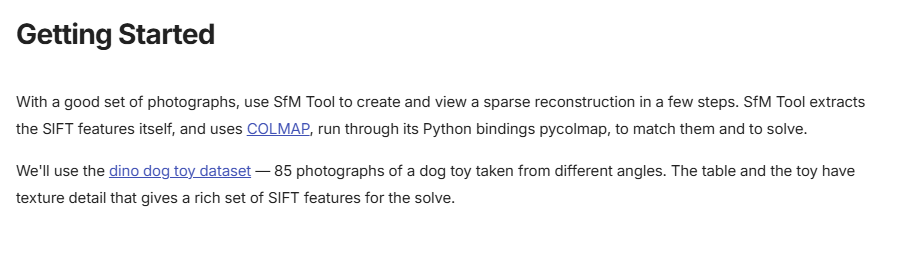 Getting Started
With a good set of photographs, use SfM Tool to create and view a sparse reconstruction in a few steps. SfM Tool extracts
the SIFT features itself, and uses COLMAP, run through its Python bindings pycolmap, to match them and to solve.
We'll use the dino dog toy dataset — 85 photographs of a dog toy taken from different angles. The table and the toy have
texture detail that gives a rich set of SIFT features for the solve.